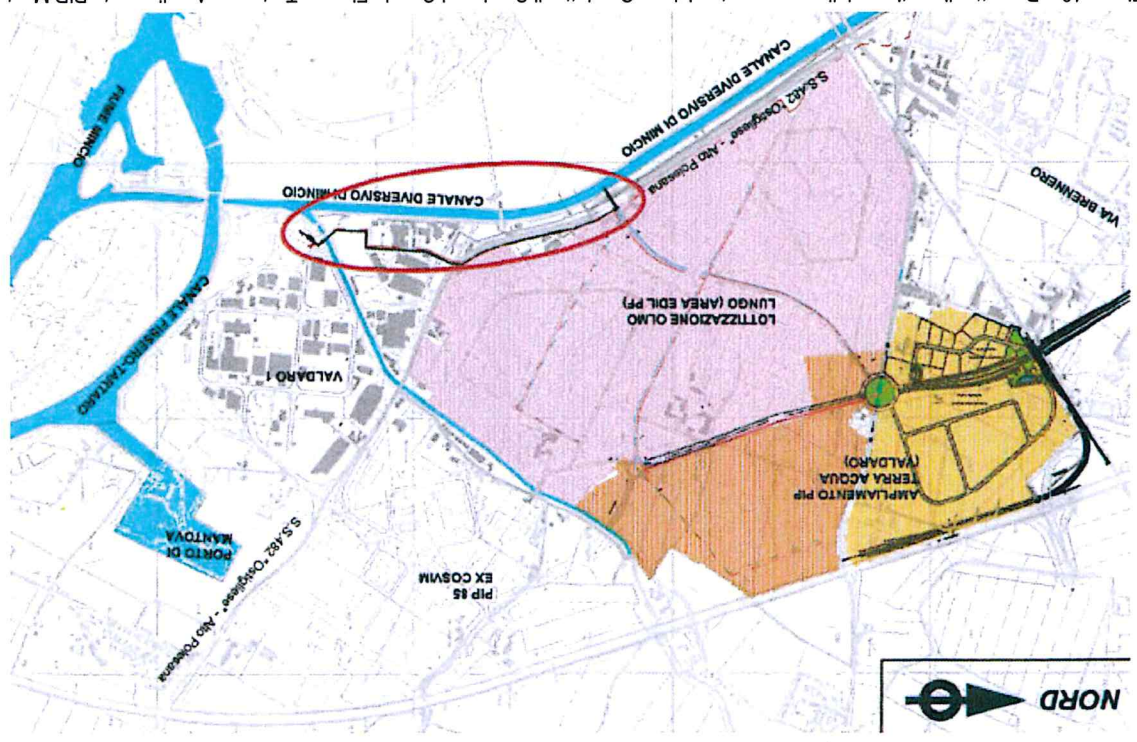 NORD
PIP 85
EX COSVIM
PORTO DI
MANTOVA
S.S.482 "Ostigliese" - Alto Polesana
AMPLIAMENTO PIP
TERRA ACQUA
(VALDARO)
VALDARO 1
CANALE FISSERO-TARTARO
LOTTIZZAZIONE OLMO
LUNGO (AREA EDIL PF)
VIA BRENNERO
CANALE DIVERSIVO DI MINCIO
FIUME MINCIO
S.S.482 "Ostigliese" - Alto Polesana
CANALE DIVERSIVO DI MINCIO